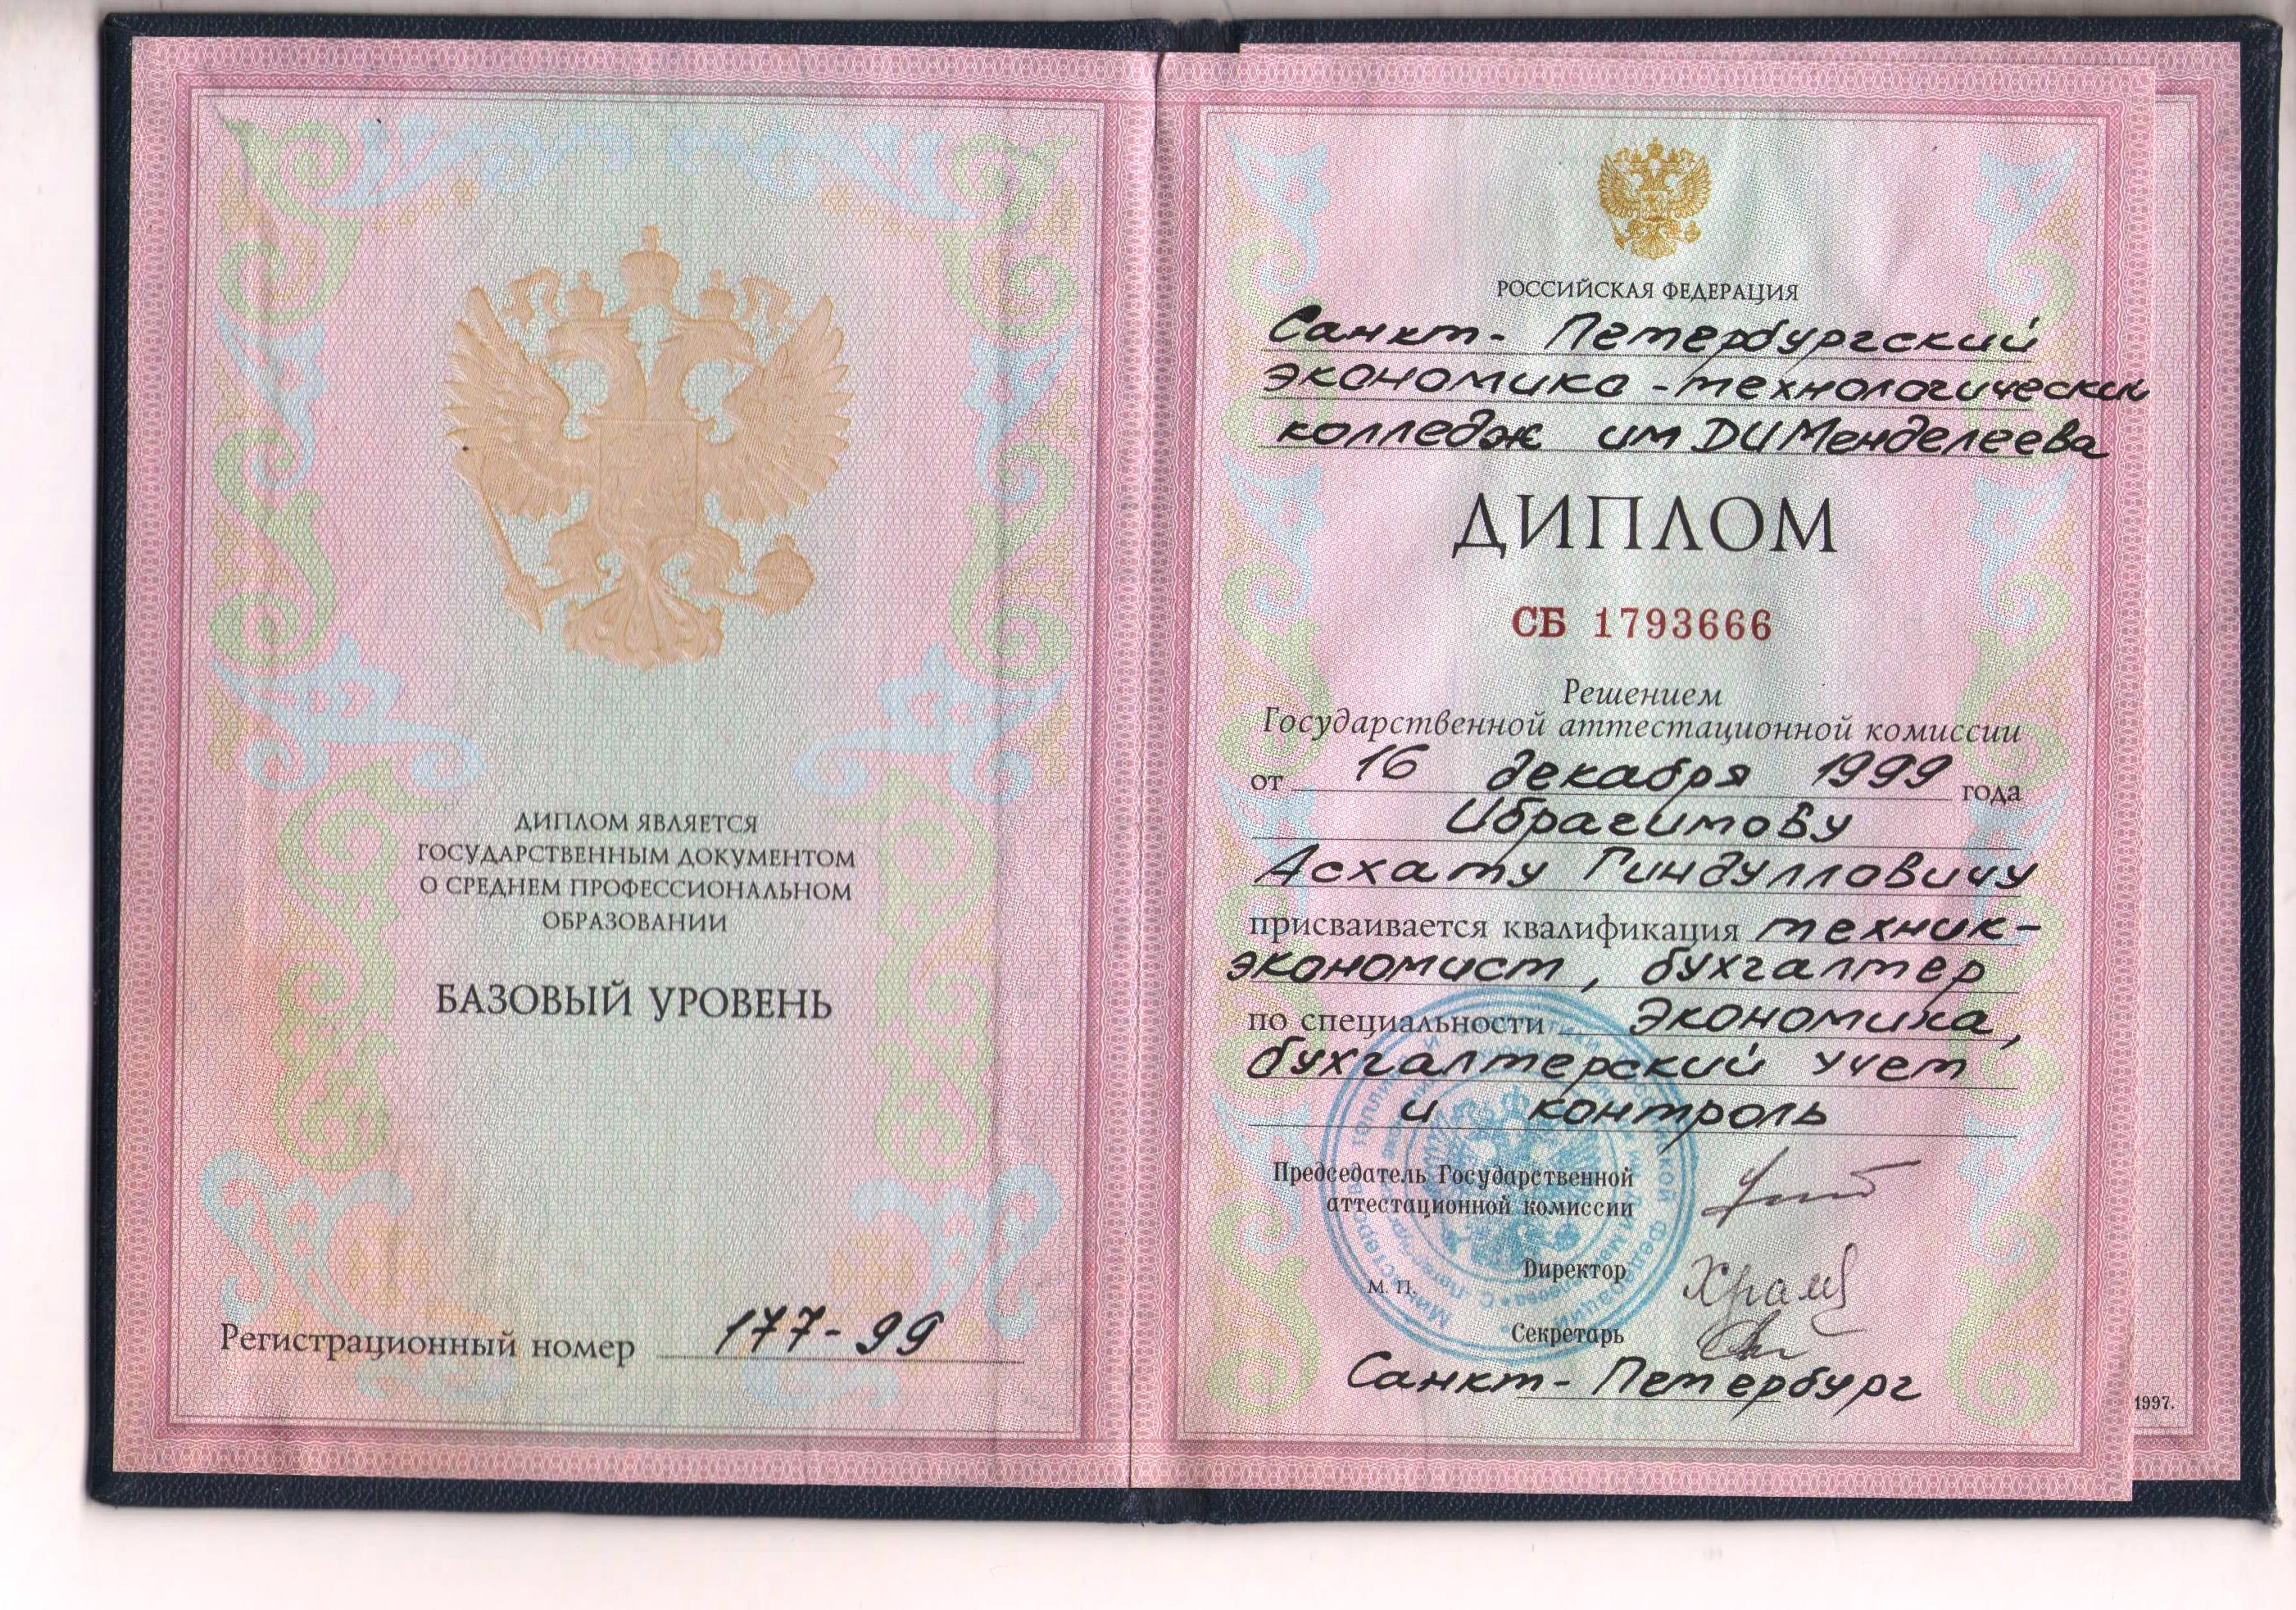 ДИПЛОМ ЯВЛЯЕТСЯ
ГОСУДАРСТВЕННЫМ ДОКУМЕНТОМ
О СРЕДНЕМ ПРОФЕССИОНАЛЬНОМ
ОБРАЗОВАНИИ
БАЗОВЫЙ УРОВЕНЬ
Регистрационный номер 177-99
РОССИЙСКАЯ ФЕДЕРАЦИЯ
Санкт-Петербургский
экономико-технологический
колледж им Д И Менделеева
ДИПЛОМ
СБ 1793666
Решением
Государственной аттестационной комиссии
от 16 декабря 1999 года
Ибрагимову
Асхату Гиндулловичу
присваивается квалификация техник-
экономист, бухгалтер
по специальности Экономика,
бухгалтерский учет
и контроль
Председатель Государственной
аттестационной комиссии
Директор
М. П.
Секретарь
Санкт-Петербург
1997.